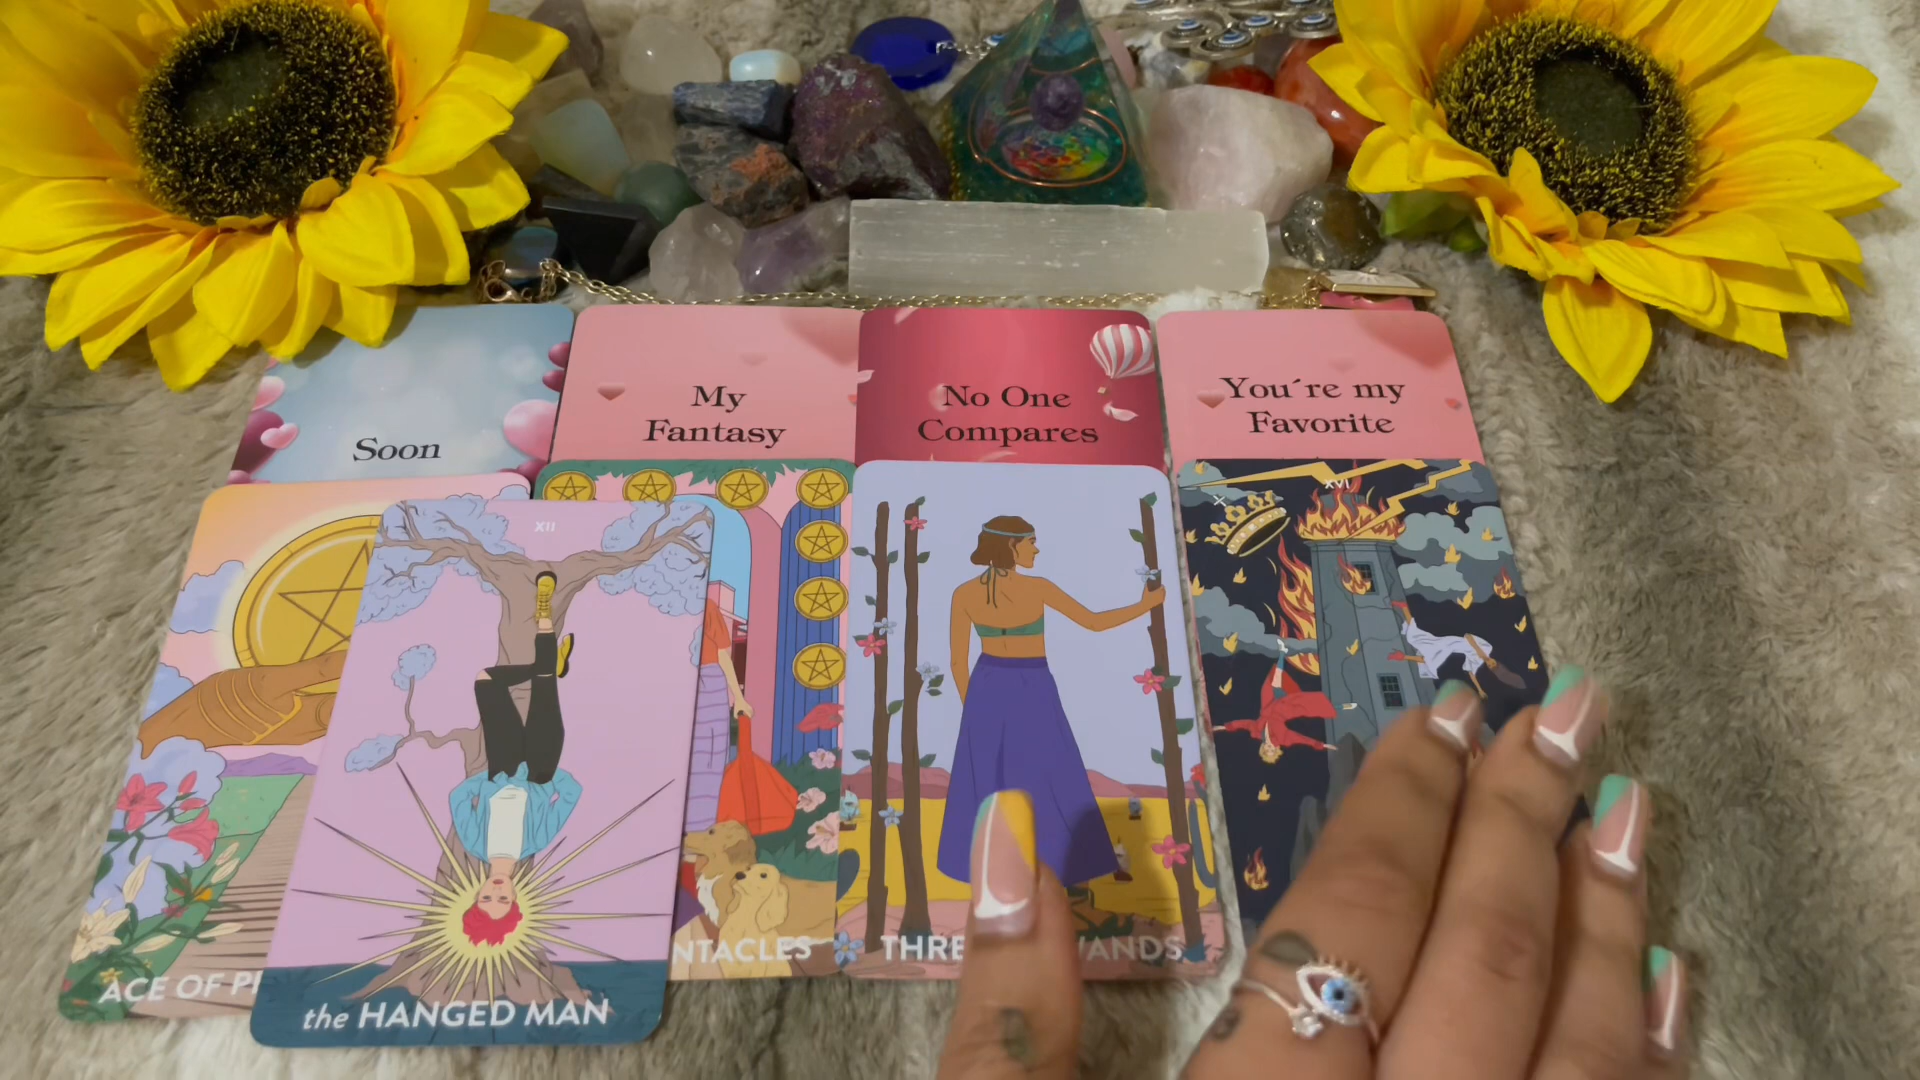 Soon
My
Fantasy
No One
Compares
You´re my
Favorite
XII
X
XVI
ACE OF
the HANGED MAN
NTACLES
THRE WANDS